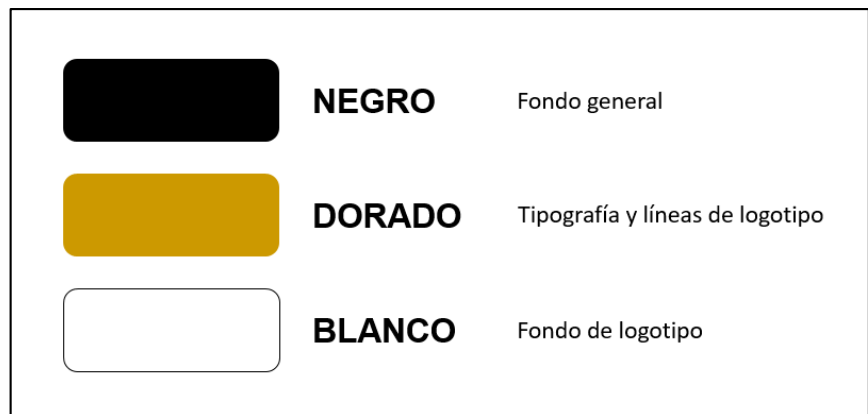 NEGRO Fondo general
DORADO Tipografía y líneas de logotipo
BLANCO Fondo de logotipo